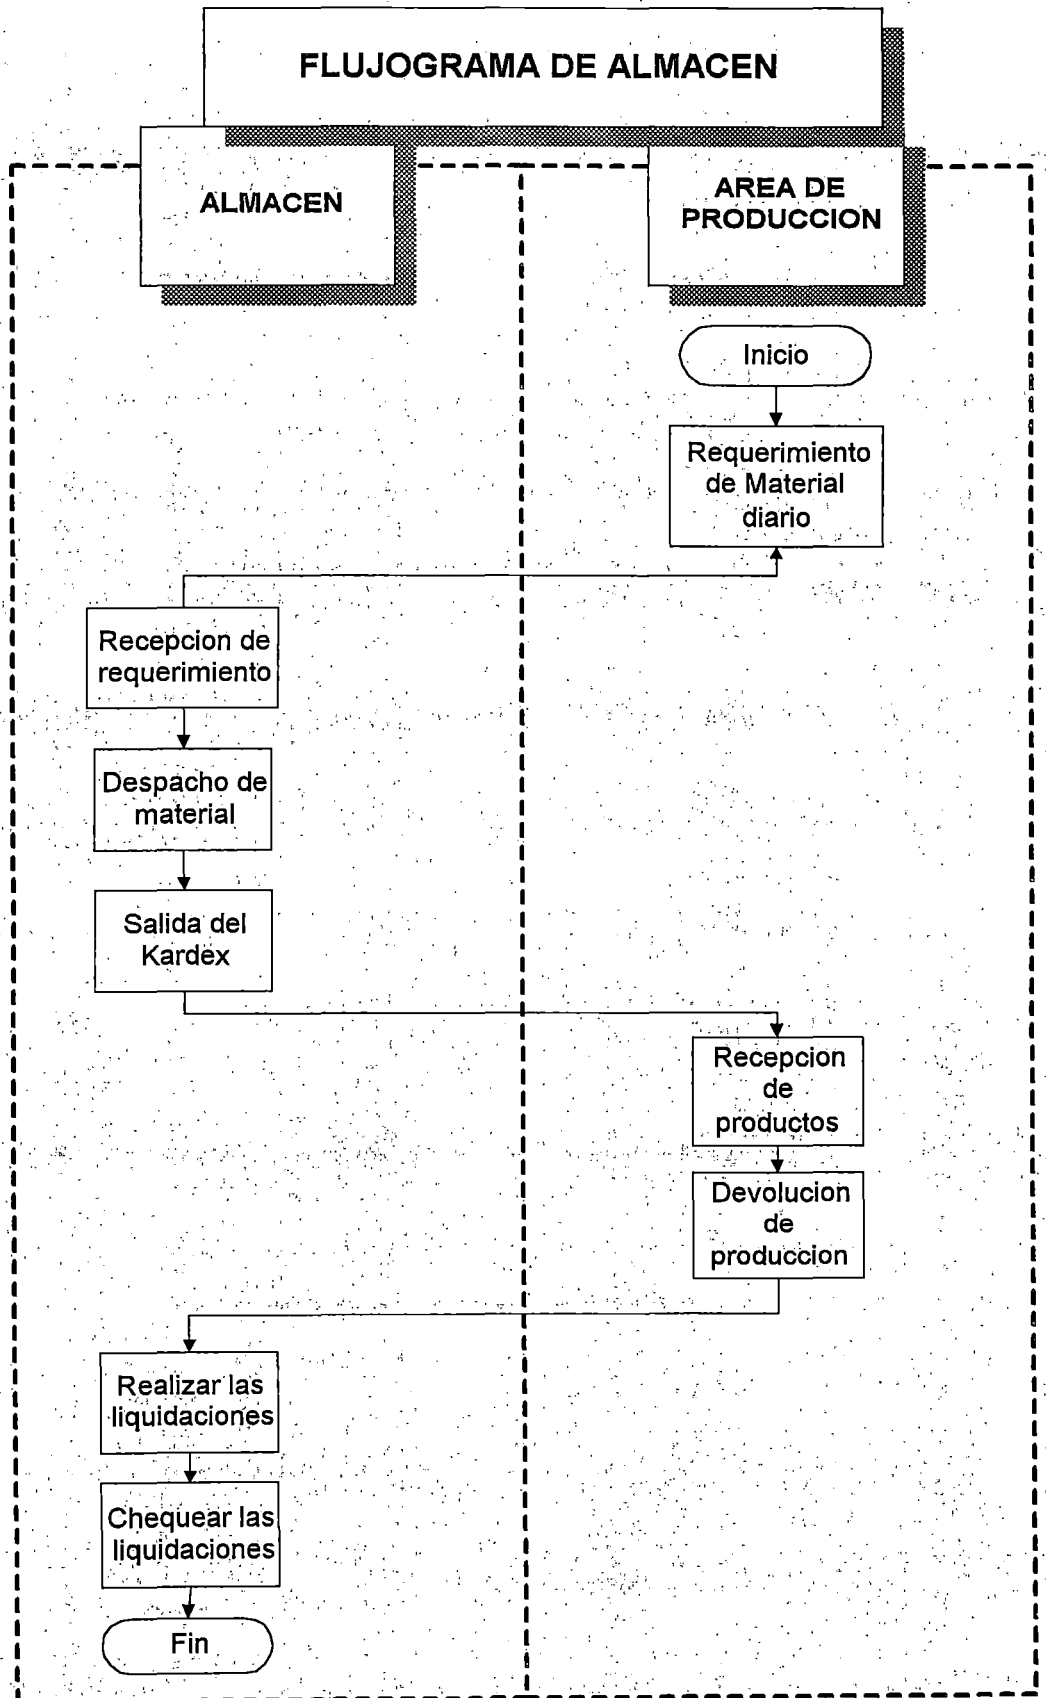 FLUJOGRAMA DE ALMACEN
ALMACEN
AREA DE
PRODUCCION
Inicio
Requerimiento
de Material
diario
Recepcion de
requerimiento
Despacho de
material
Salida del
Kardex
Recepcion
de
productos
Devolucion
de
produccion
Realizar las
liquidaciones
Chequear las
liquidaciones
Fin